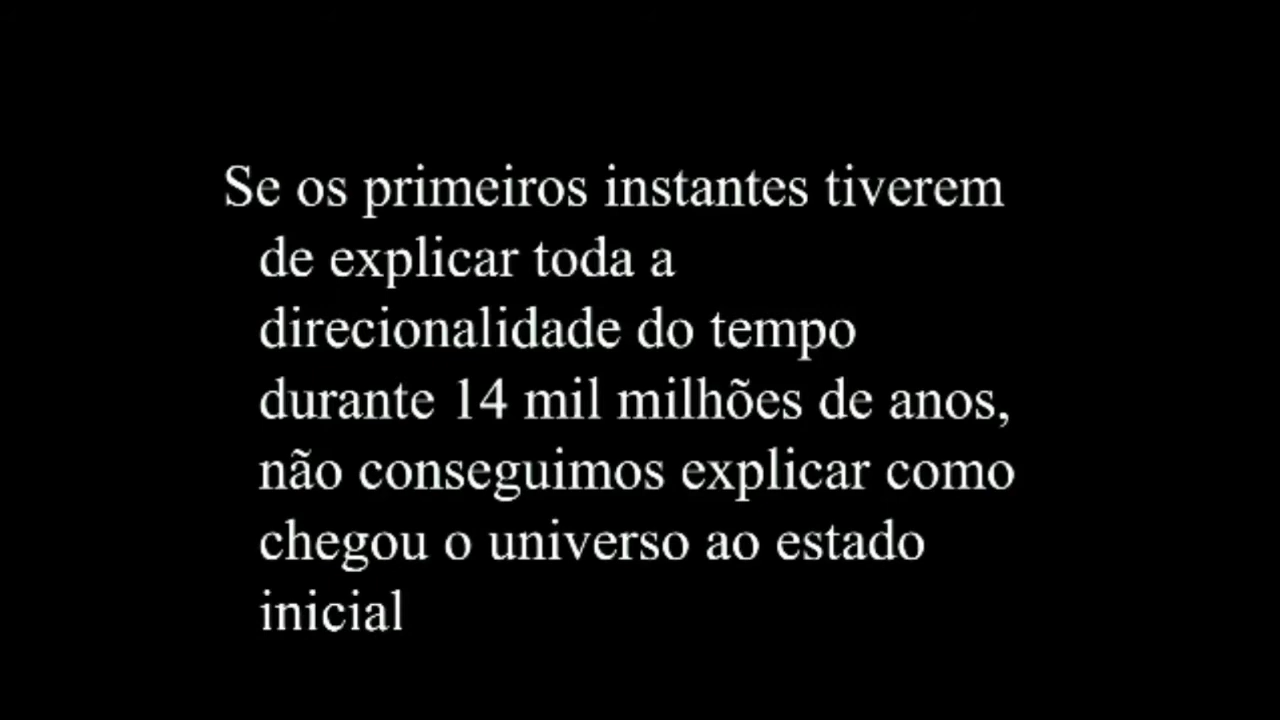 Se os primeiros instantes tiverem
de explicar toda a
direcionalidade do tempo
durante 14 mil milhões de anos,
não conseguimos explicar como
chegou o universo ao estado
inicial